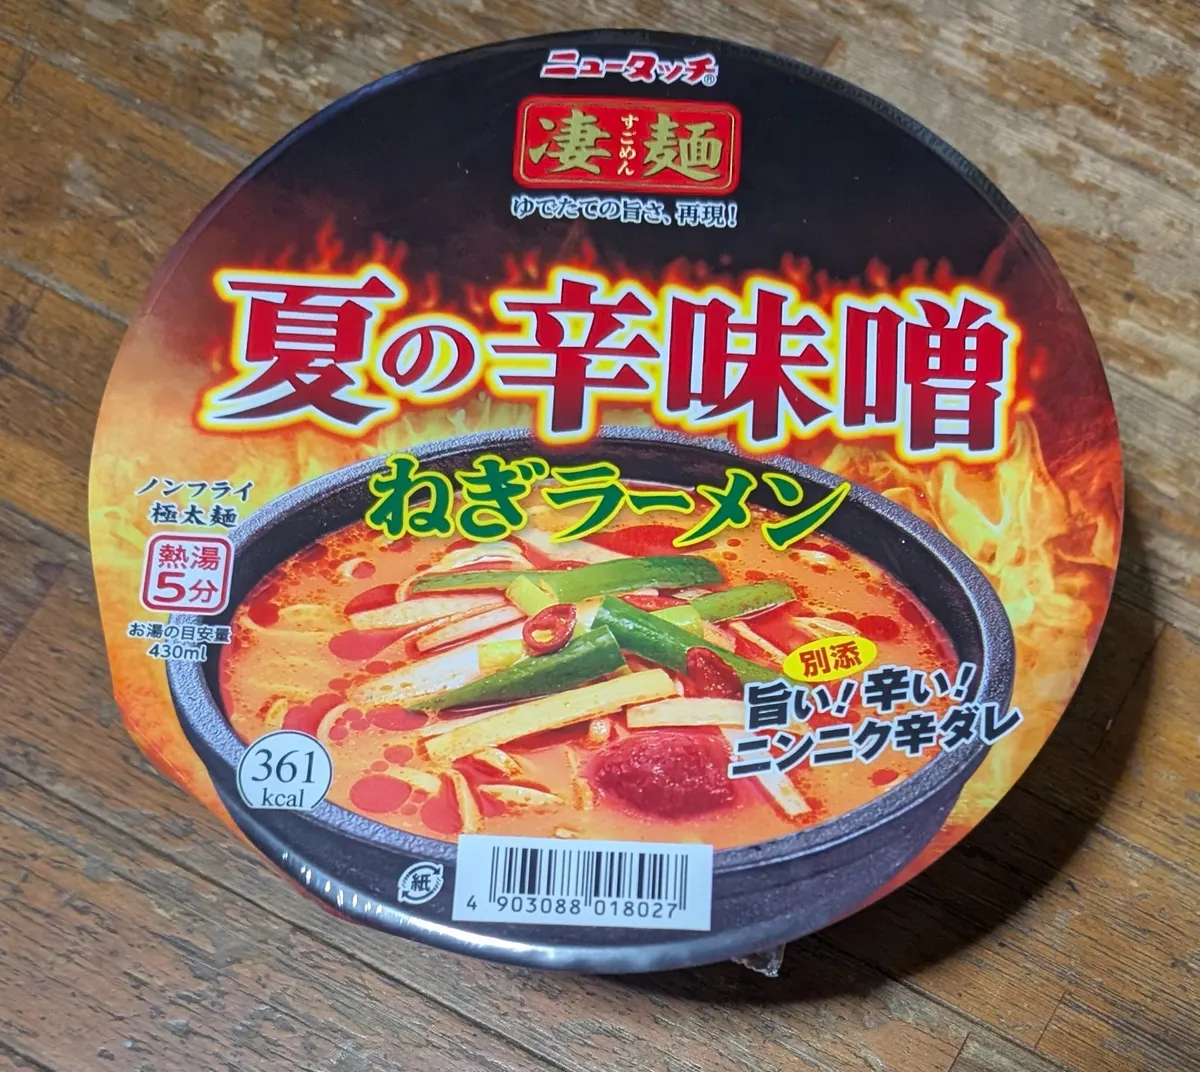 ニュータッチ®
凄麺
すごめん
ゆでたての旨さ、再現!
夏の辛味噌
ねぎラーメン
ノンフライ
極太麺
熱湯
5分
お湯の目安量
430ml
別添
旨い!辛い!
ニンニク辛ダレ
361
kcal
紙
4 903088 018027